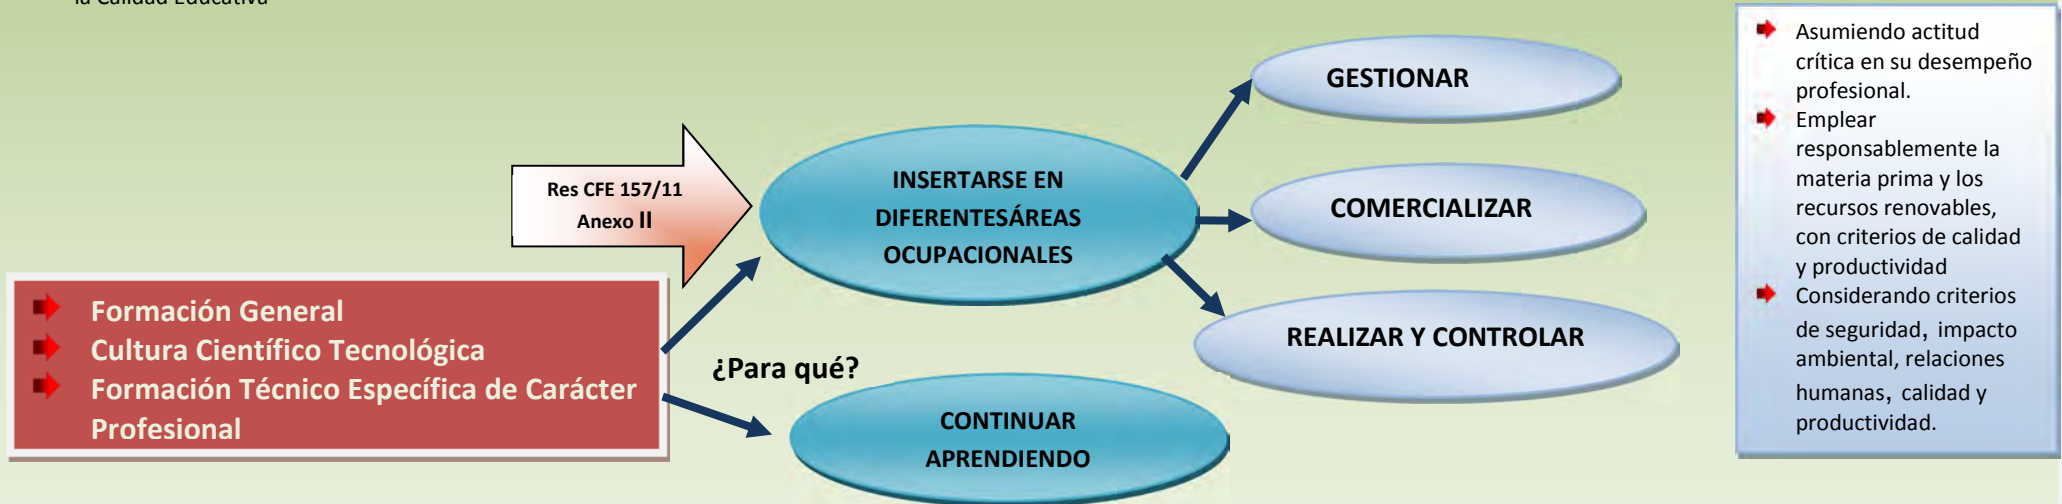 la Calidad Educativa
Res CFE 157/11
Anexo II
Formación General
Cultura Científico Tecnológica
Formación Técnico Específica de Carácter
Profesional
¿Para qué?
INSERTARSE EN
DIFERENTESÁREAS
OCUPACIONALES
CONTINUAR
APRENDIENDO
GESTIONAR
COMERCIALIZAR
REALIZAR Y CONTROLAR
Asumiendo actitud
crítica en su desempeño
profesional.
Emplear
responsablemente la
materia prima y los
recursos renovables,
con criterios de calidad
y productividad
Considerando criterios
de seguridad, impacto
ambiental, relaciones
humanas, calidad y
productividad.